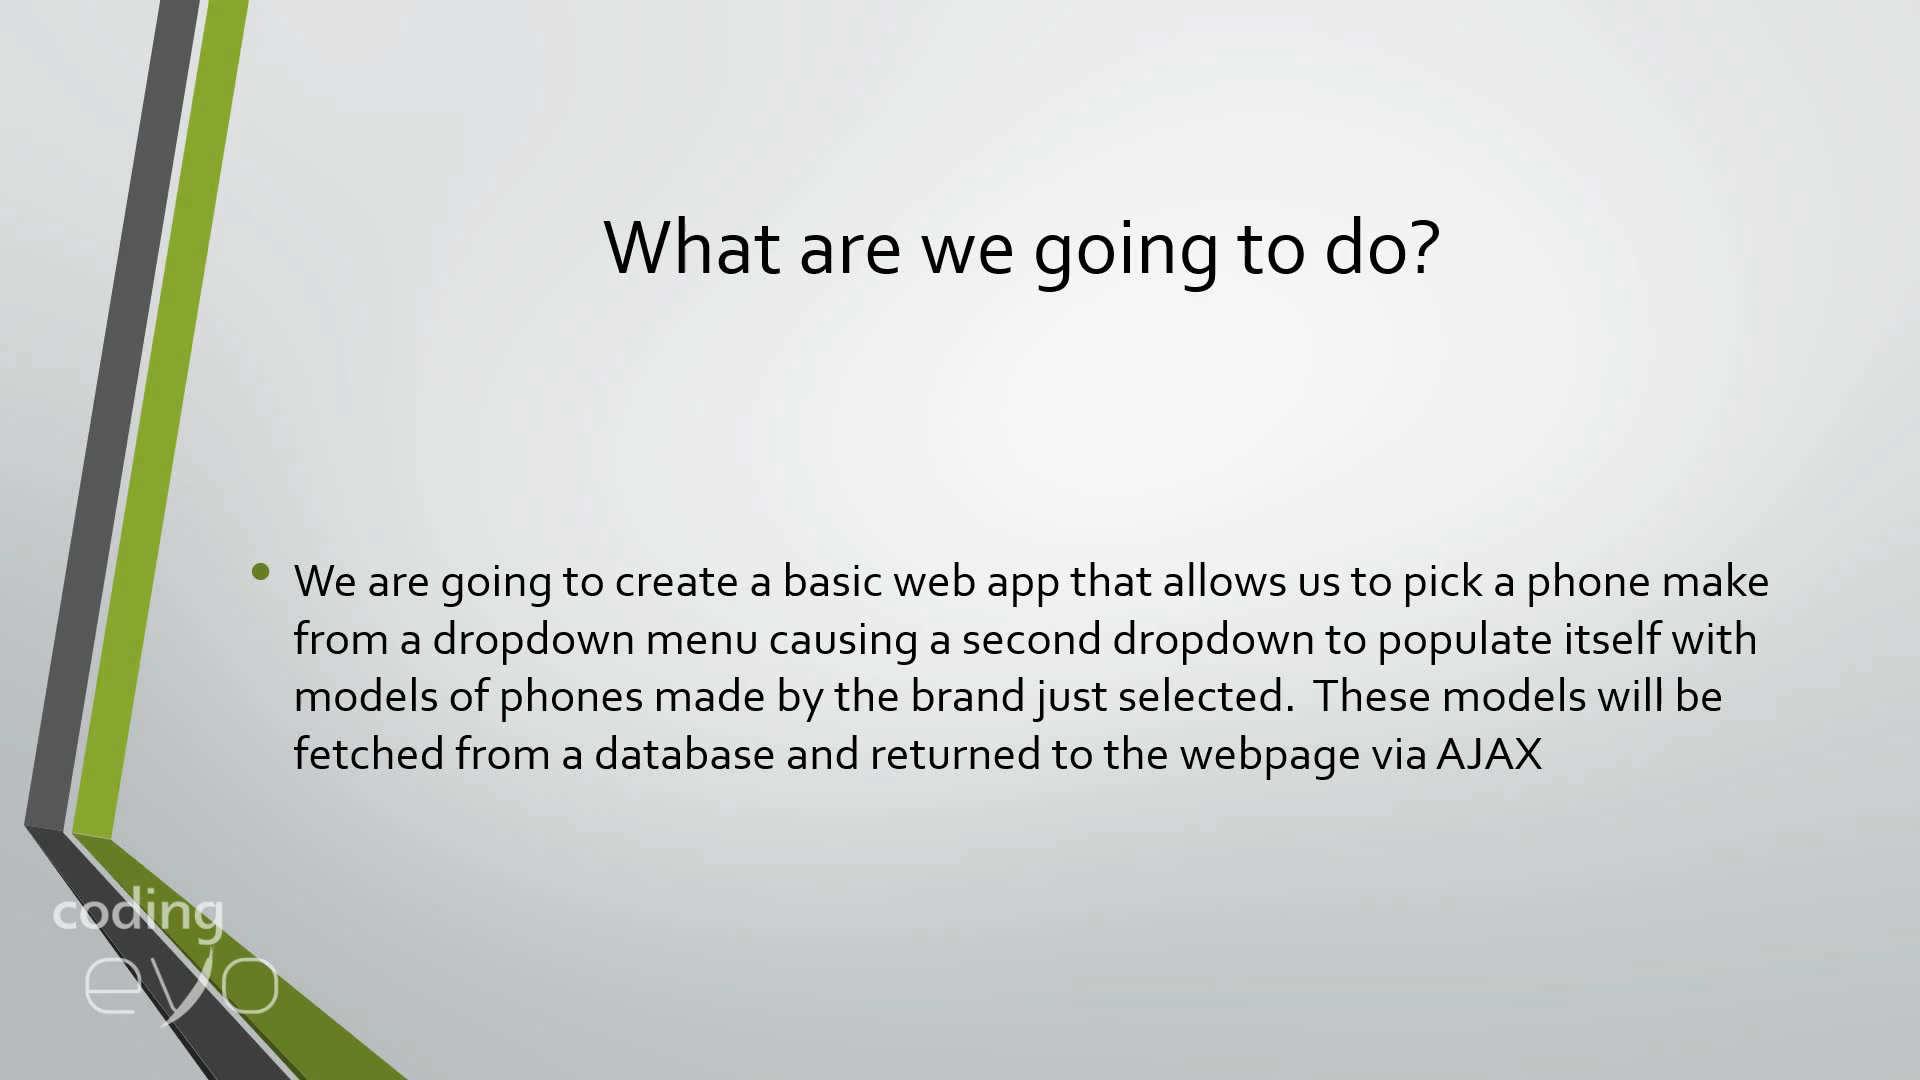 What are we going to do?
• We are going to create a basic web app that allows us to pick a phone make
from a dropdown menu causing a second dropdown to populate itself with
models of phones made by the brand just selected.  These models will be
fetched from a database and returned to the webpage via AJAX
coding
eyo